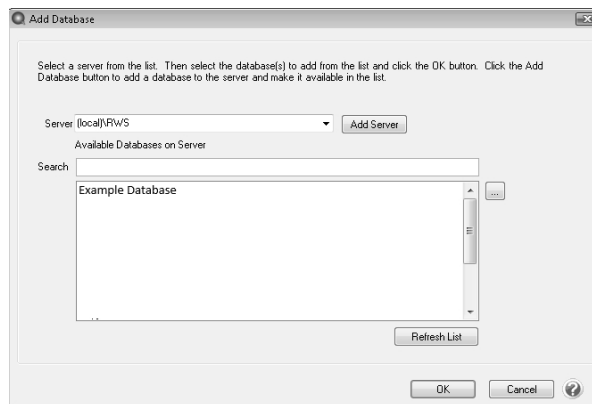 Add Database
Select a server from the list. Then select the database(s) to add from the list and click the OK button. Click the Add
Database button to add a database to the server and make it available in the list.
Server (local)\RWS Add Server
Available Databases on Server
Search
Example Database
...
Refresh List
OK Cancel ?